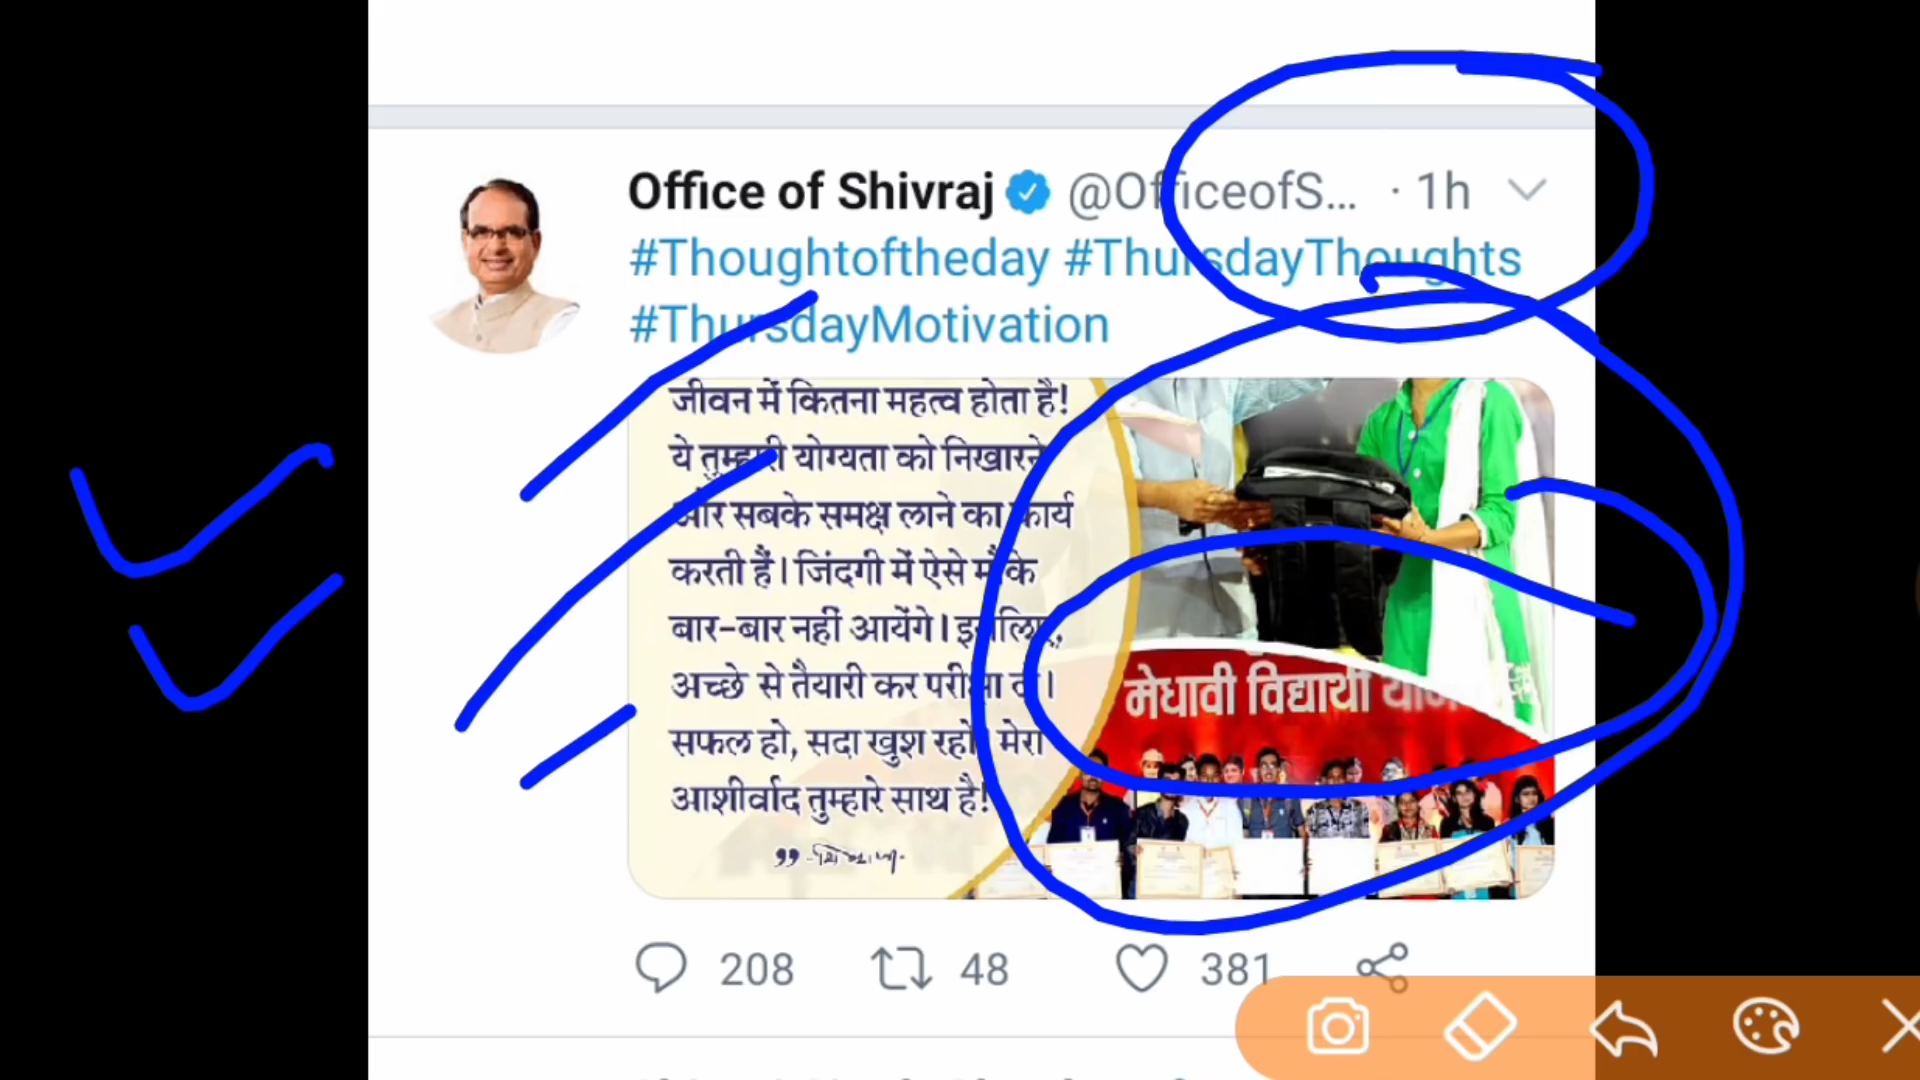 Office of Shivraj @OfficeofS... · 1h
#Thoughtoftheday #ThursdayThoughts
#ThursdayMotivation
जीवन में कितना महत्व होता है!
ये तुम्हारी योग्यता को निखारने
और सबके समक्ष लाने का कार्य
करती हैं। जिंदगी में ऐसे मौके
बार-बार नहीं आयेंगे। इसलिए,
अच्छे से तैयारी कर परीक्षा दो।
सफल हो, सदा खुश रहो। मेरा
आशीर्वाद तुम्हारे साथ है!
मेधावी विद्यार्थी
208 48 381